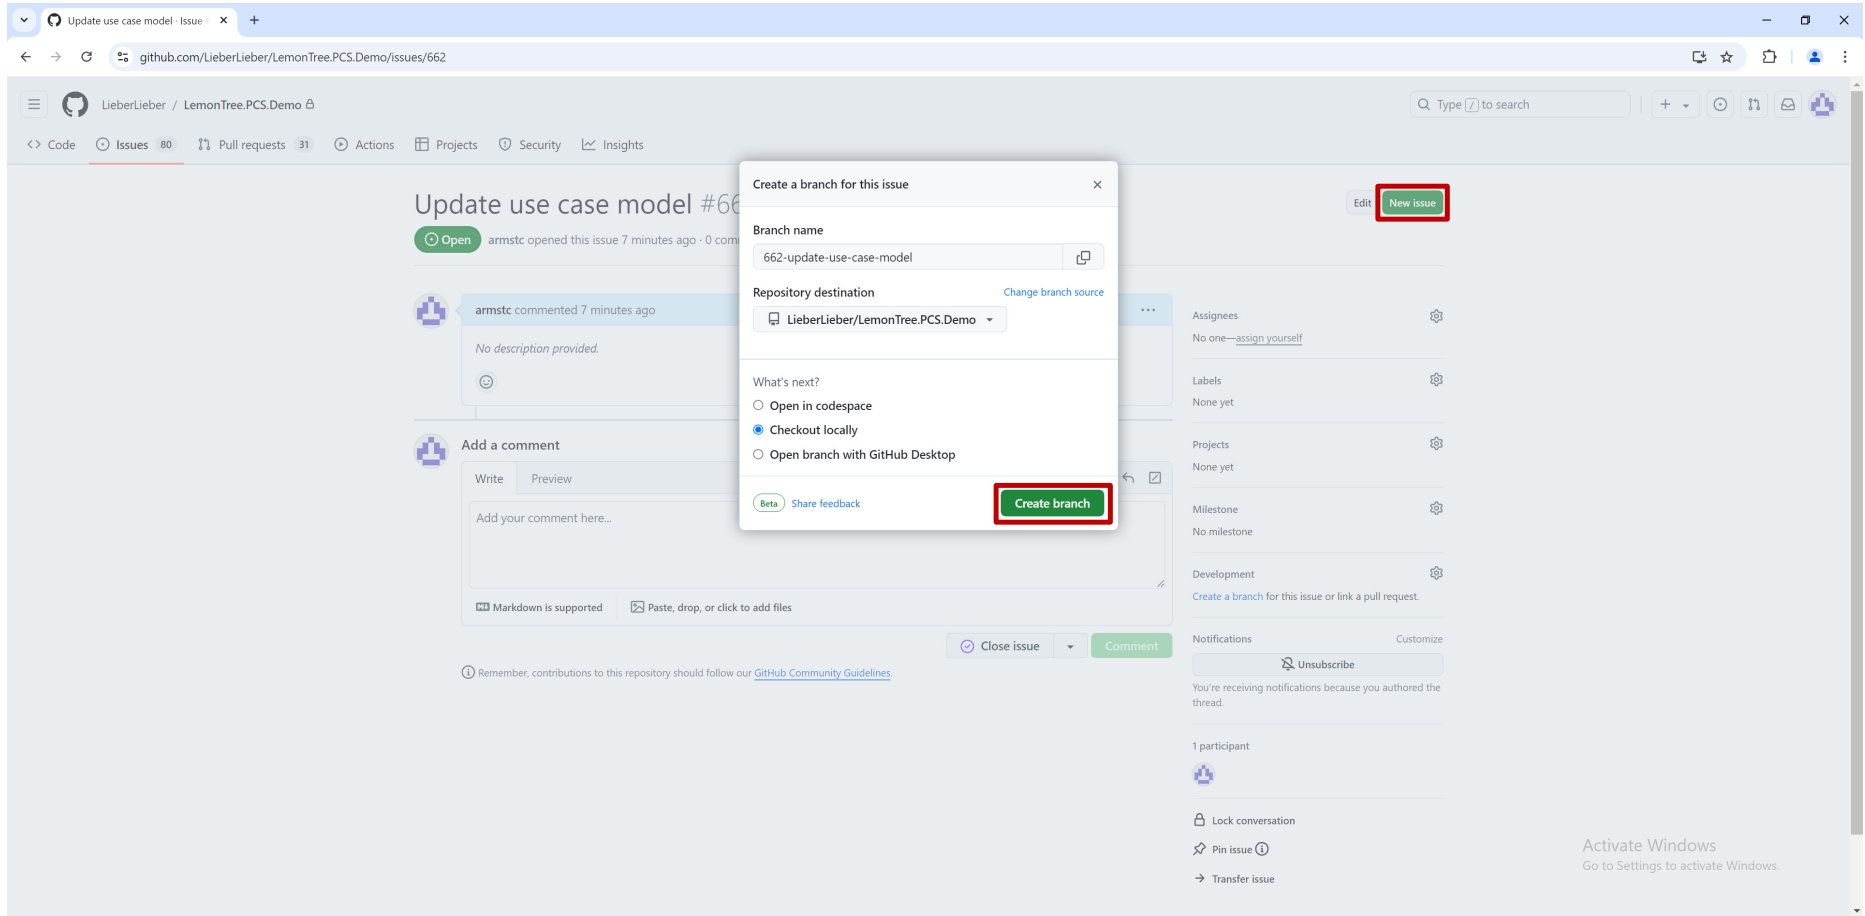 Update use case model · Issue
github.com/LieberLieber/LemonTree.PCS.Demo/issues/662
LieberLieber / LemonTree.PCS.Demo
Type / to search
Code Issues 80 Pull requests 31 Actions Projects Security Insights
Update use case model #66
Edit New issue
Open armstc opened this issue 7 minutes ago · 0 com
armstc commented 7 minutes ago
No description provided.
Add a comment
Write Preview
Add your comment here...
Markdown is supported Paste, drop, or click to add files
Close issue Comment
Remember, contributions to this repository should follow our GitHub Community Guidelines.
Create a branch for this issue
Branch name
662-update-use-case-model
Repository destination Change branch source
LieberLieber/LemonTree.PCS.Demo
What's next?
Open in codespace
Checkout locally
Open branch with GitHub Desktop
Beta Share feedback Create branch
Assignees
No one—assign yourself
Labels
None yet
Projects
None yet
Milestone
No milestone
Development
Create a branch for this issue or link a pull request.
Notifications Customize
Unsubscribe
You're receiving notifications because you authored the
thread.
1 participant
Lock conversation
Pin issue
Transfer issue
Activate Windows
Go to Settings to activate Windows.